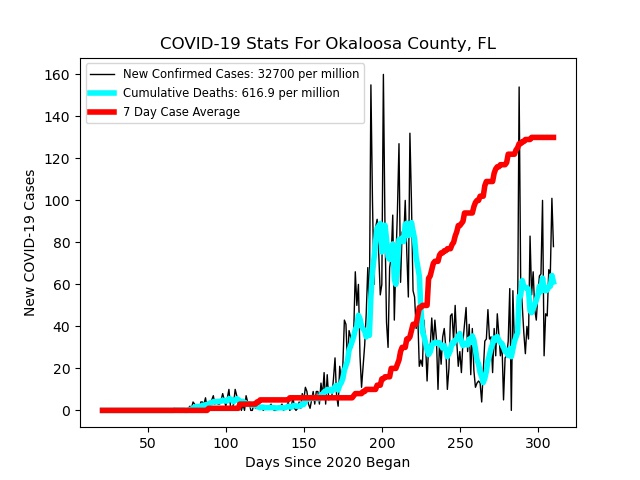 COVID-19 Stats For Okaloosa County, FL
New Confirmed Cases: 32700 per million
Cumulative Deaths: 616.9 per million
7 Day Case Average
New COVID-19 Cases
160
140
120
100
80
60
40
20
0
50 100 150 200 250 300
Days Since 2020 Began